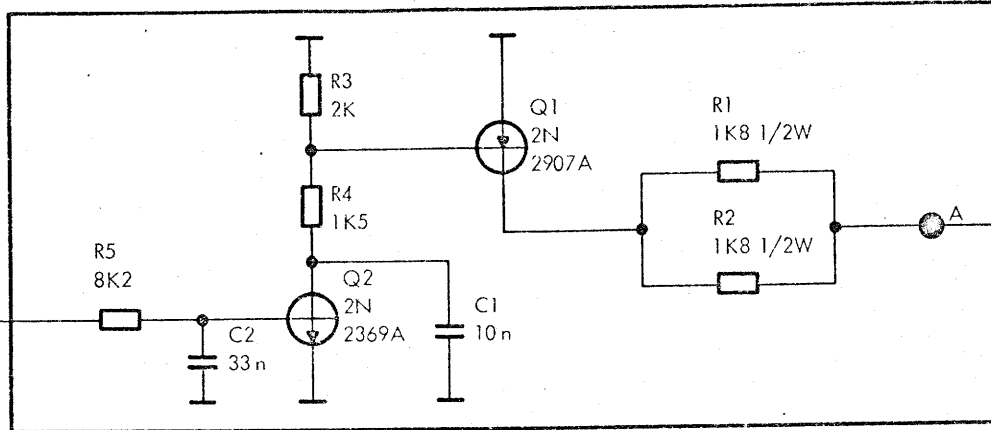 R3
2K
Q1
2N
2907A
R1
1K8 1/2W
R4
1K5
R2
1K8 1/2W
A
R5
8K2
Q2
2N
2369A
C1
10n
C2
33n